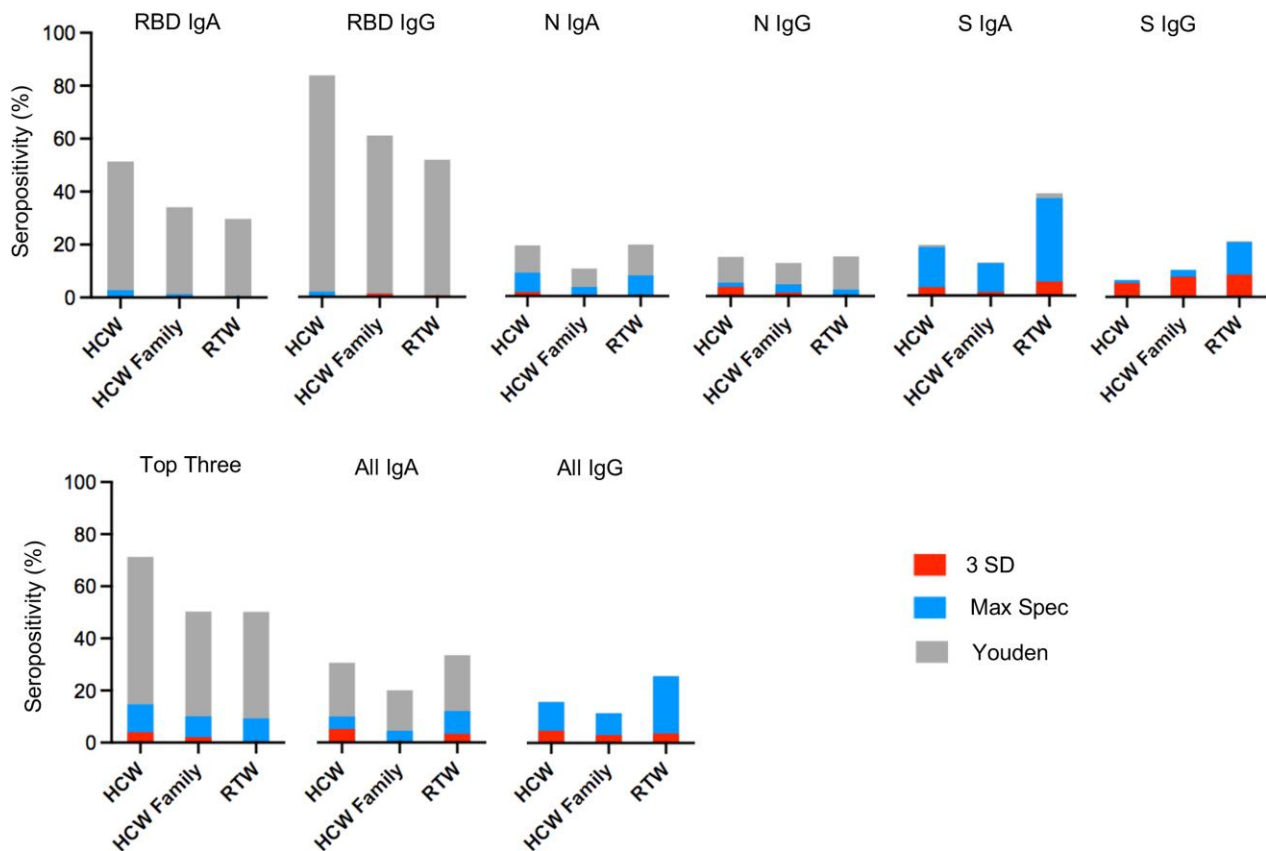 RBD IgA
RBD IgG
N IgA
N IgG
S IgA
S IgG
Seropositivity (%)
100
80
60
40
20
0
HCW
HCW Family
RTW
HCW
HCW Family
RTW
HCW
HCW Family
RTW
HCW
HCW Family
RTW
HCW
HCW Family
RTW
HCW
HCW Family
RTW
Top Three
All IgA
All IgG
Seropositivity (%)
100
80
60
40
20
0
HCW
HCW Family
RTW
HCW
HCW Family
RTW
HCW
HCW Family
RTW
3 SD
Max Spec
Youden